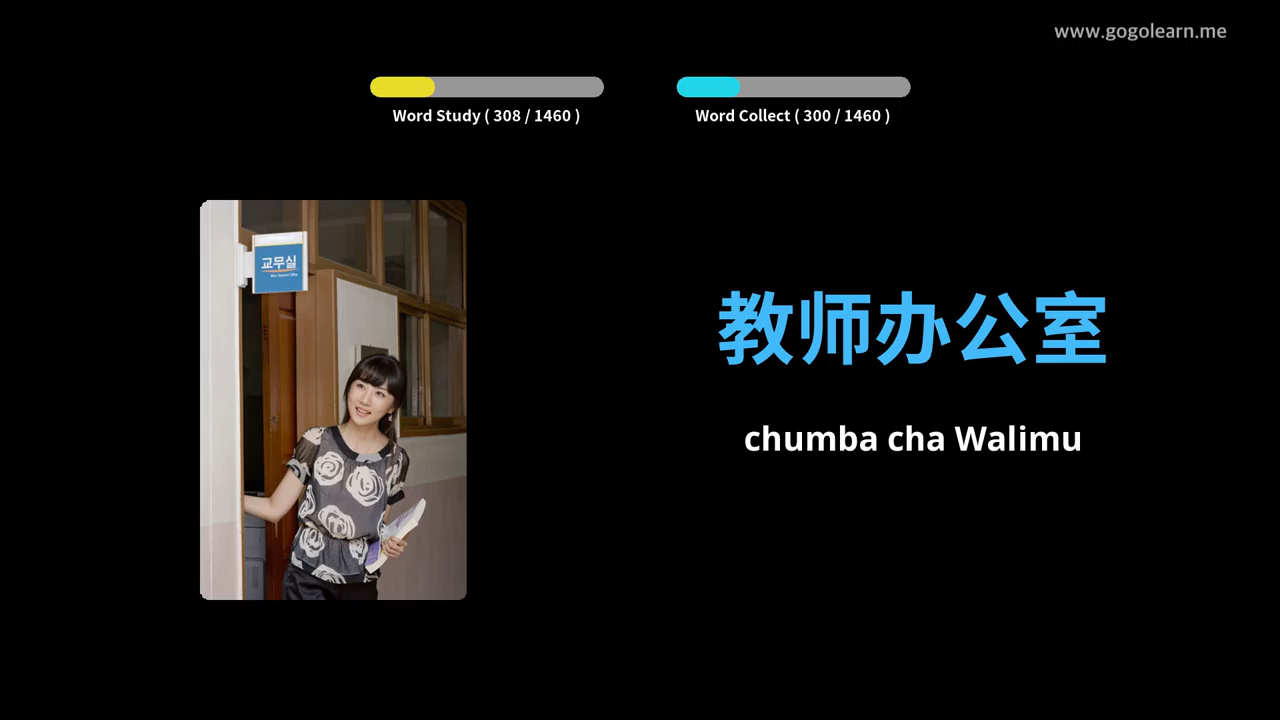 www.gogolearn.me
Word Study ( 308 / 1460 )
Word Collect ( 300 / 1460 )
교무실
教师办公室
chumba cha Walimu